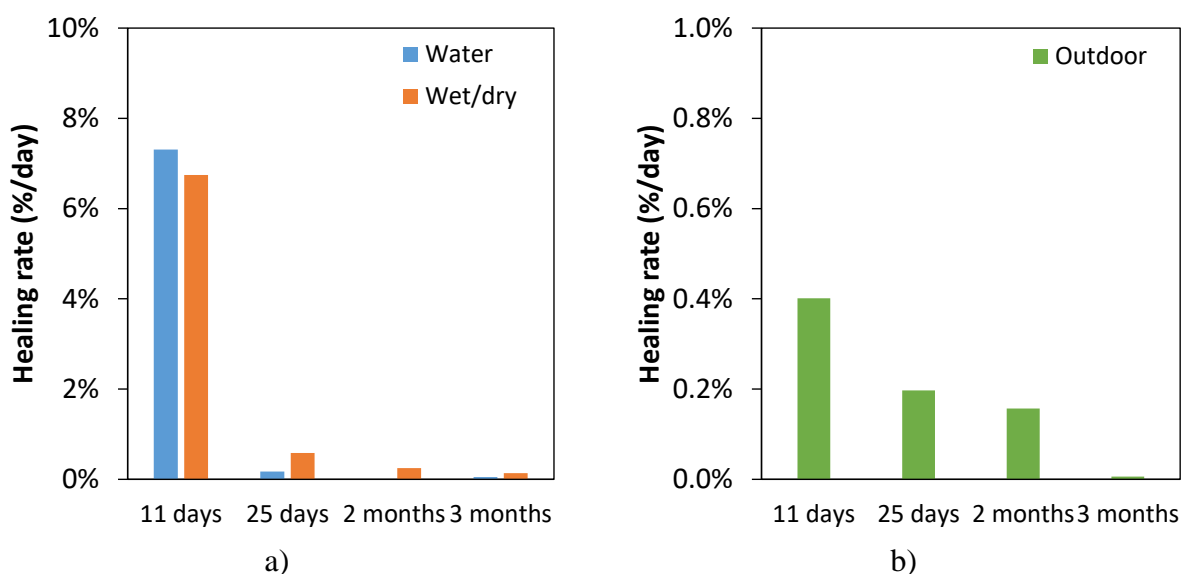 10%
8%
6%
4%
2%
0%
Healing rate (%/day)
Water
Wet/dry
11 days 25 days 2 months 3 months
a)
1.0%
0.8%
0.6%
0.4%
0.2%
0.0%
Healing rate (%/day)
Outdoor
11 days 25 days 2 months 3 months
b)